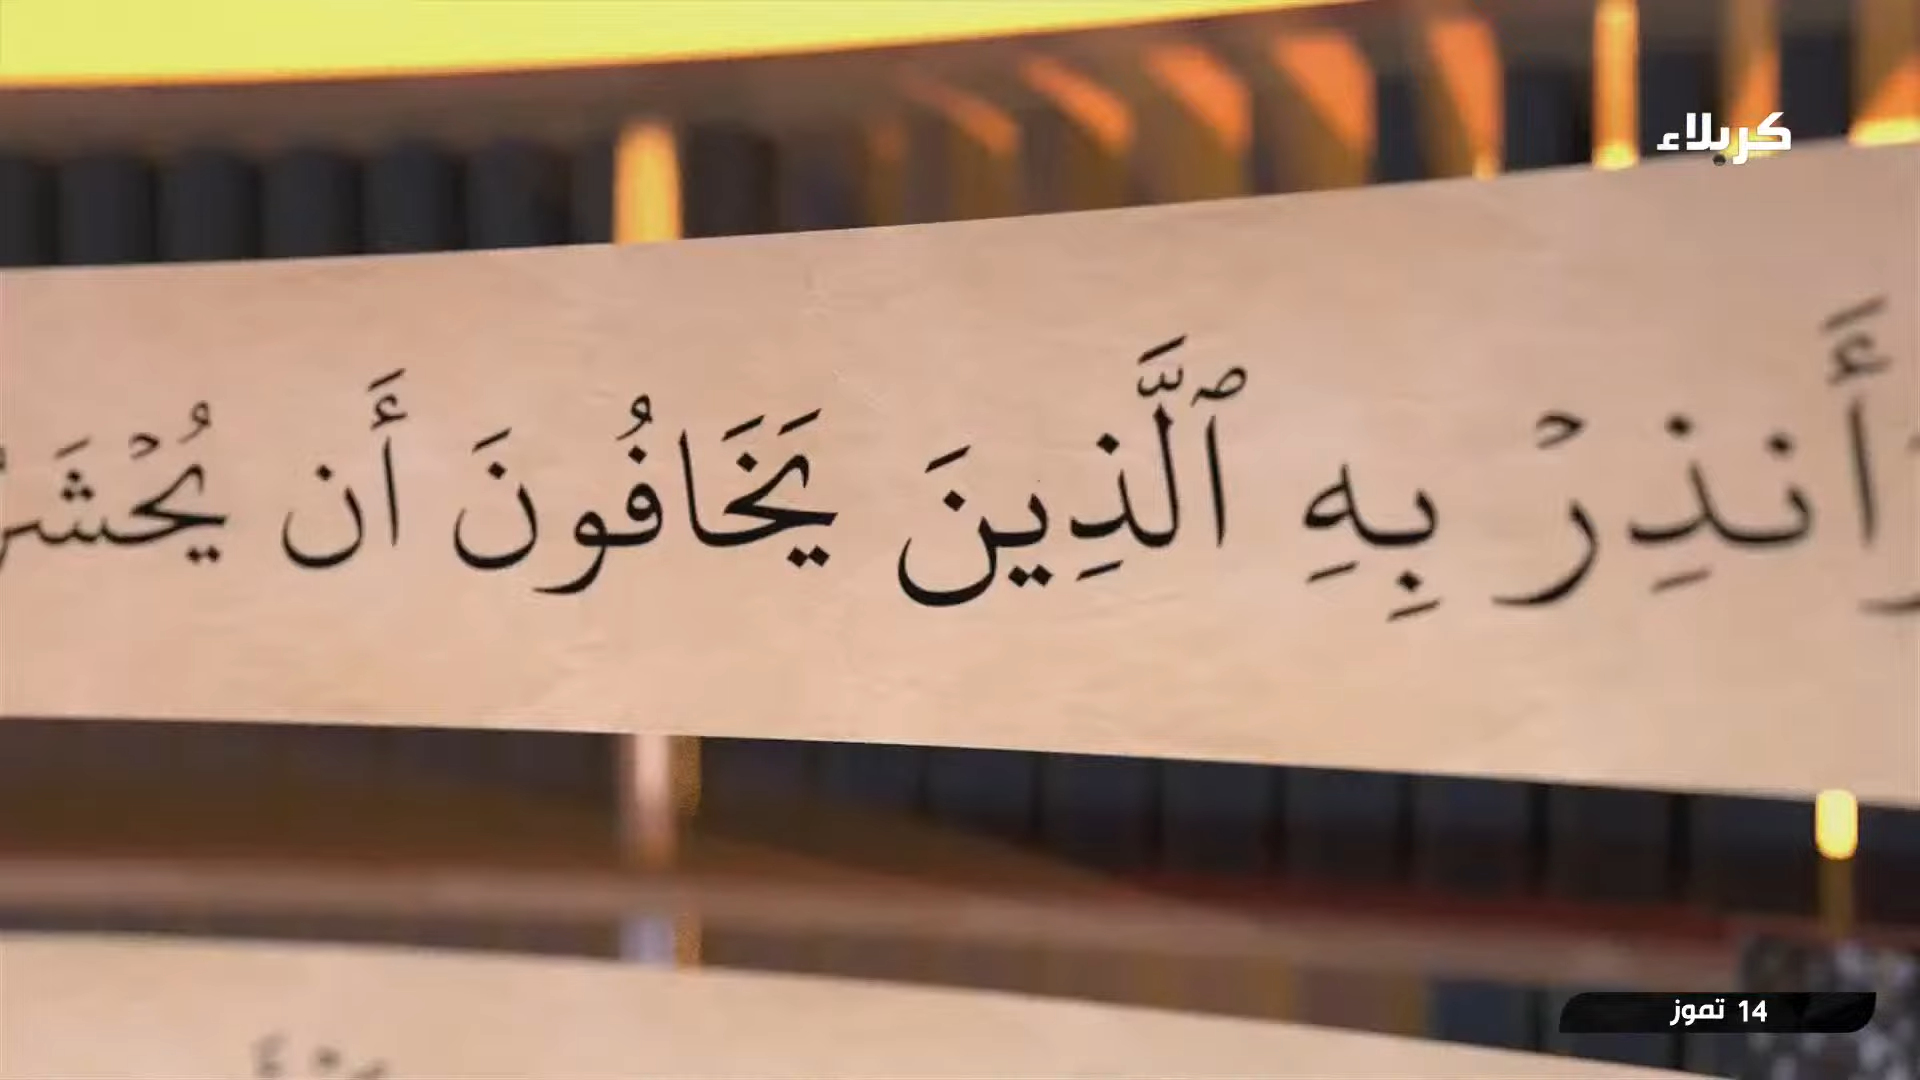 كربلاء
وَأَنذِرْ بِهِ ٱلَّذِينَ يَخَافُونَ أَن يُحْشَرُ
14 تموز